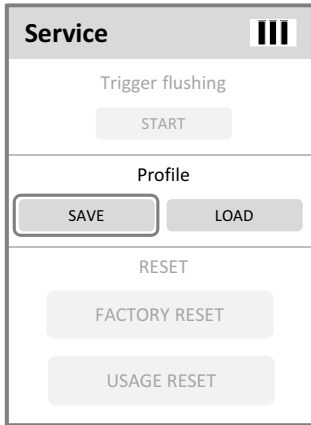 Service
Trigger flushing
START
Profile
SAVE LOAD
RESET
FACTORY RESET
USAGE RESET